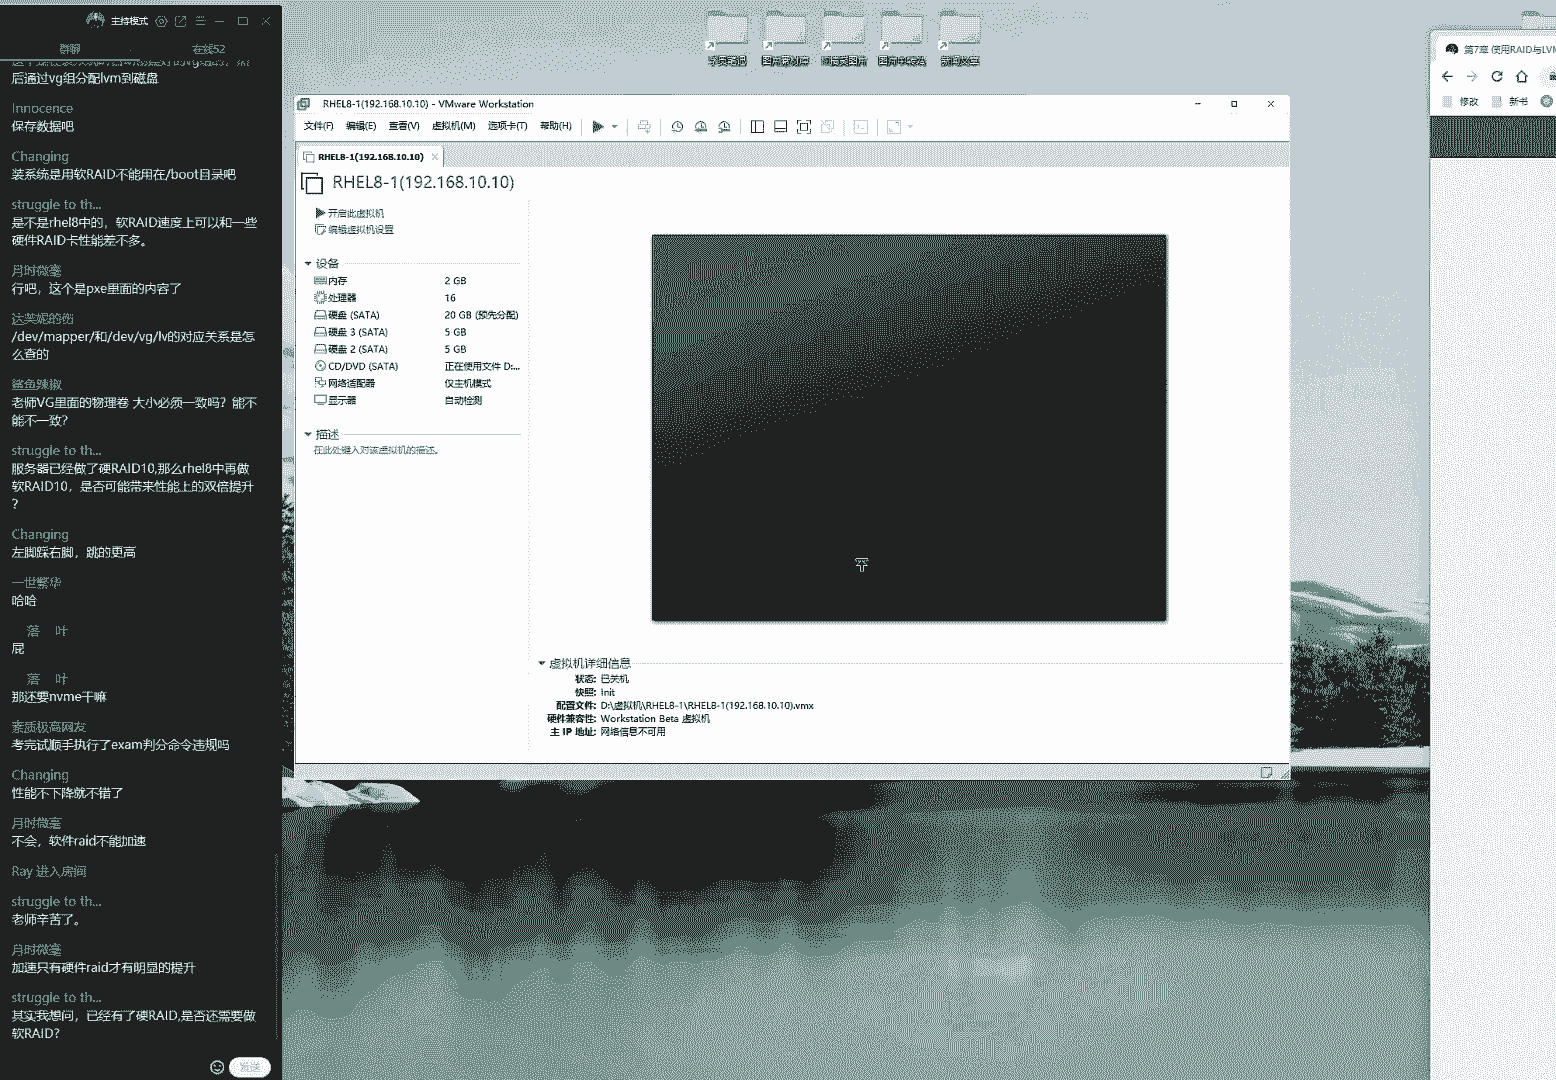 主持模式
群聊
在线52
后通过vg组分配lvm到磁盘
Innocence
保存数据吧
Changing
装系统是用软RAID不能用在/boot目录吧
struggle to th...
是不是rhel8中的，软RAID速度上可以和一些
硬件RAID卡性能差不多。
行吧，这个是pxe里面的内容了
达芙妮的伤
/dev/mapper/和/dev/vg/lv的对应关系是怎
么查的
鲨鱼辣椒
老师VG里面的物理卷 大小必须一致吗？能不
能不一致？
struggle to th...
服务器已经做了硬RAID10,那么rhel8中再做
软RAID10，是否可能带来性能上的双倍提升
？
Changing
左脚踩右脚，跳的更高
一世繁华
哈哈
落 叶
屁
落 叶
那还要nvme干嘛
素质极高网友
考完试顺手执行了exam判分命令违规吗
Changing
性能不下降就不错了
不会，软件raid不能加速
Ray 进入房间
struggle to th...
老师辛苦了。
加速只有硬件raid才有明显的提升
struggle to th...
其实我想问，已经有了硬RAID,是否还需要做
软RAID?
发送
RHEL8-1(192.168.10.10) - VMware Workstation
文件(F) 编辑(E) 查看(V) 虚拟机(M) 选项卡(T) 帮助(H)
RHEL8-1(192.168.10.10)
RHEL8-1(192.168.10.10)
开启此虚拟机
编辑虚拟机设置
设备
内存 2 GB
处理器 16
硬盘 (SATA) 20 GB (预先分配)
硬盘 3 (SATA) 5 GB
硬盘 2 (SATA) 5 GB
CD/DVD (SATA) 正在使用文件 D:...
网络适配器 仅主机模式
显示器 自动检测
描述
在此处键入对该虚拟机的描述。
虚拟机详细信息
状态: 已关机
快照: Init
配置文件: D:\虚拟机\RHEL8-1\RHEL8-1(192.168.10.10).vmx
硬件兼容性: Workstation Beta 虚拟机
主 IP 地址: 网络信息不可用
第7章 使用RAID与LVM
修改 新书